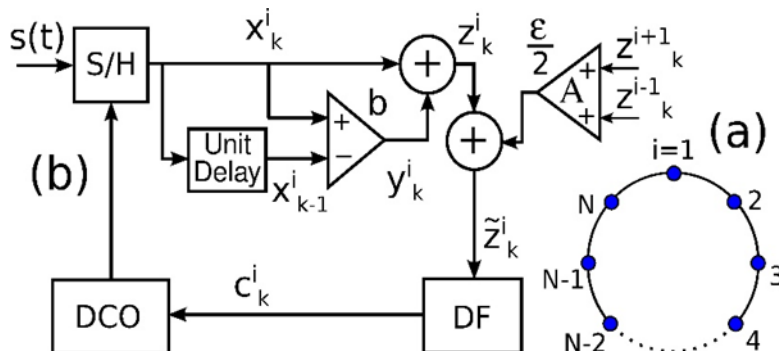 s(t)
S/H
x^i_k
+
z^i_k
ε/2
A
+
+
z^{i+1}_k
z^{i-1}_k
b
+
−
Unit
Delay
x^i_{k-1}
y^i_k
+
(a)
(b)
i=1
N
2
N-1
3
N-2
4
z̃^i_k
c^i_k
DCO
DF